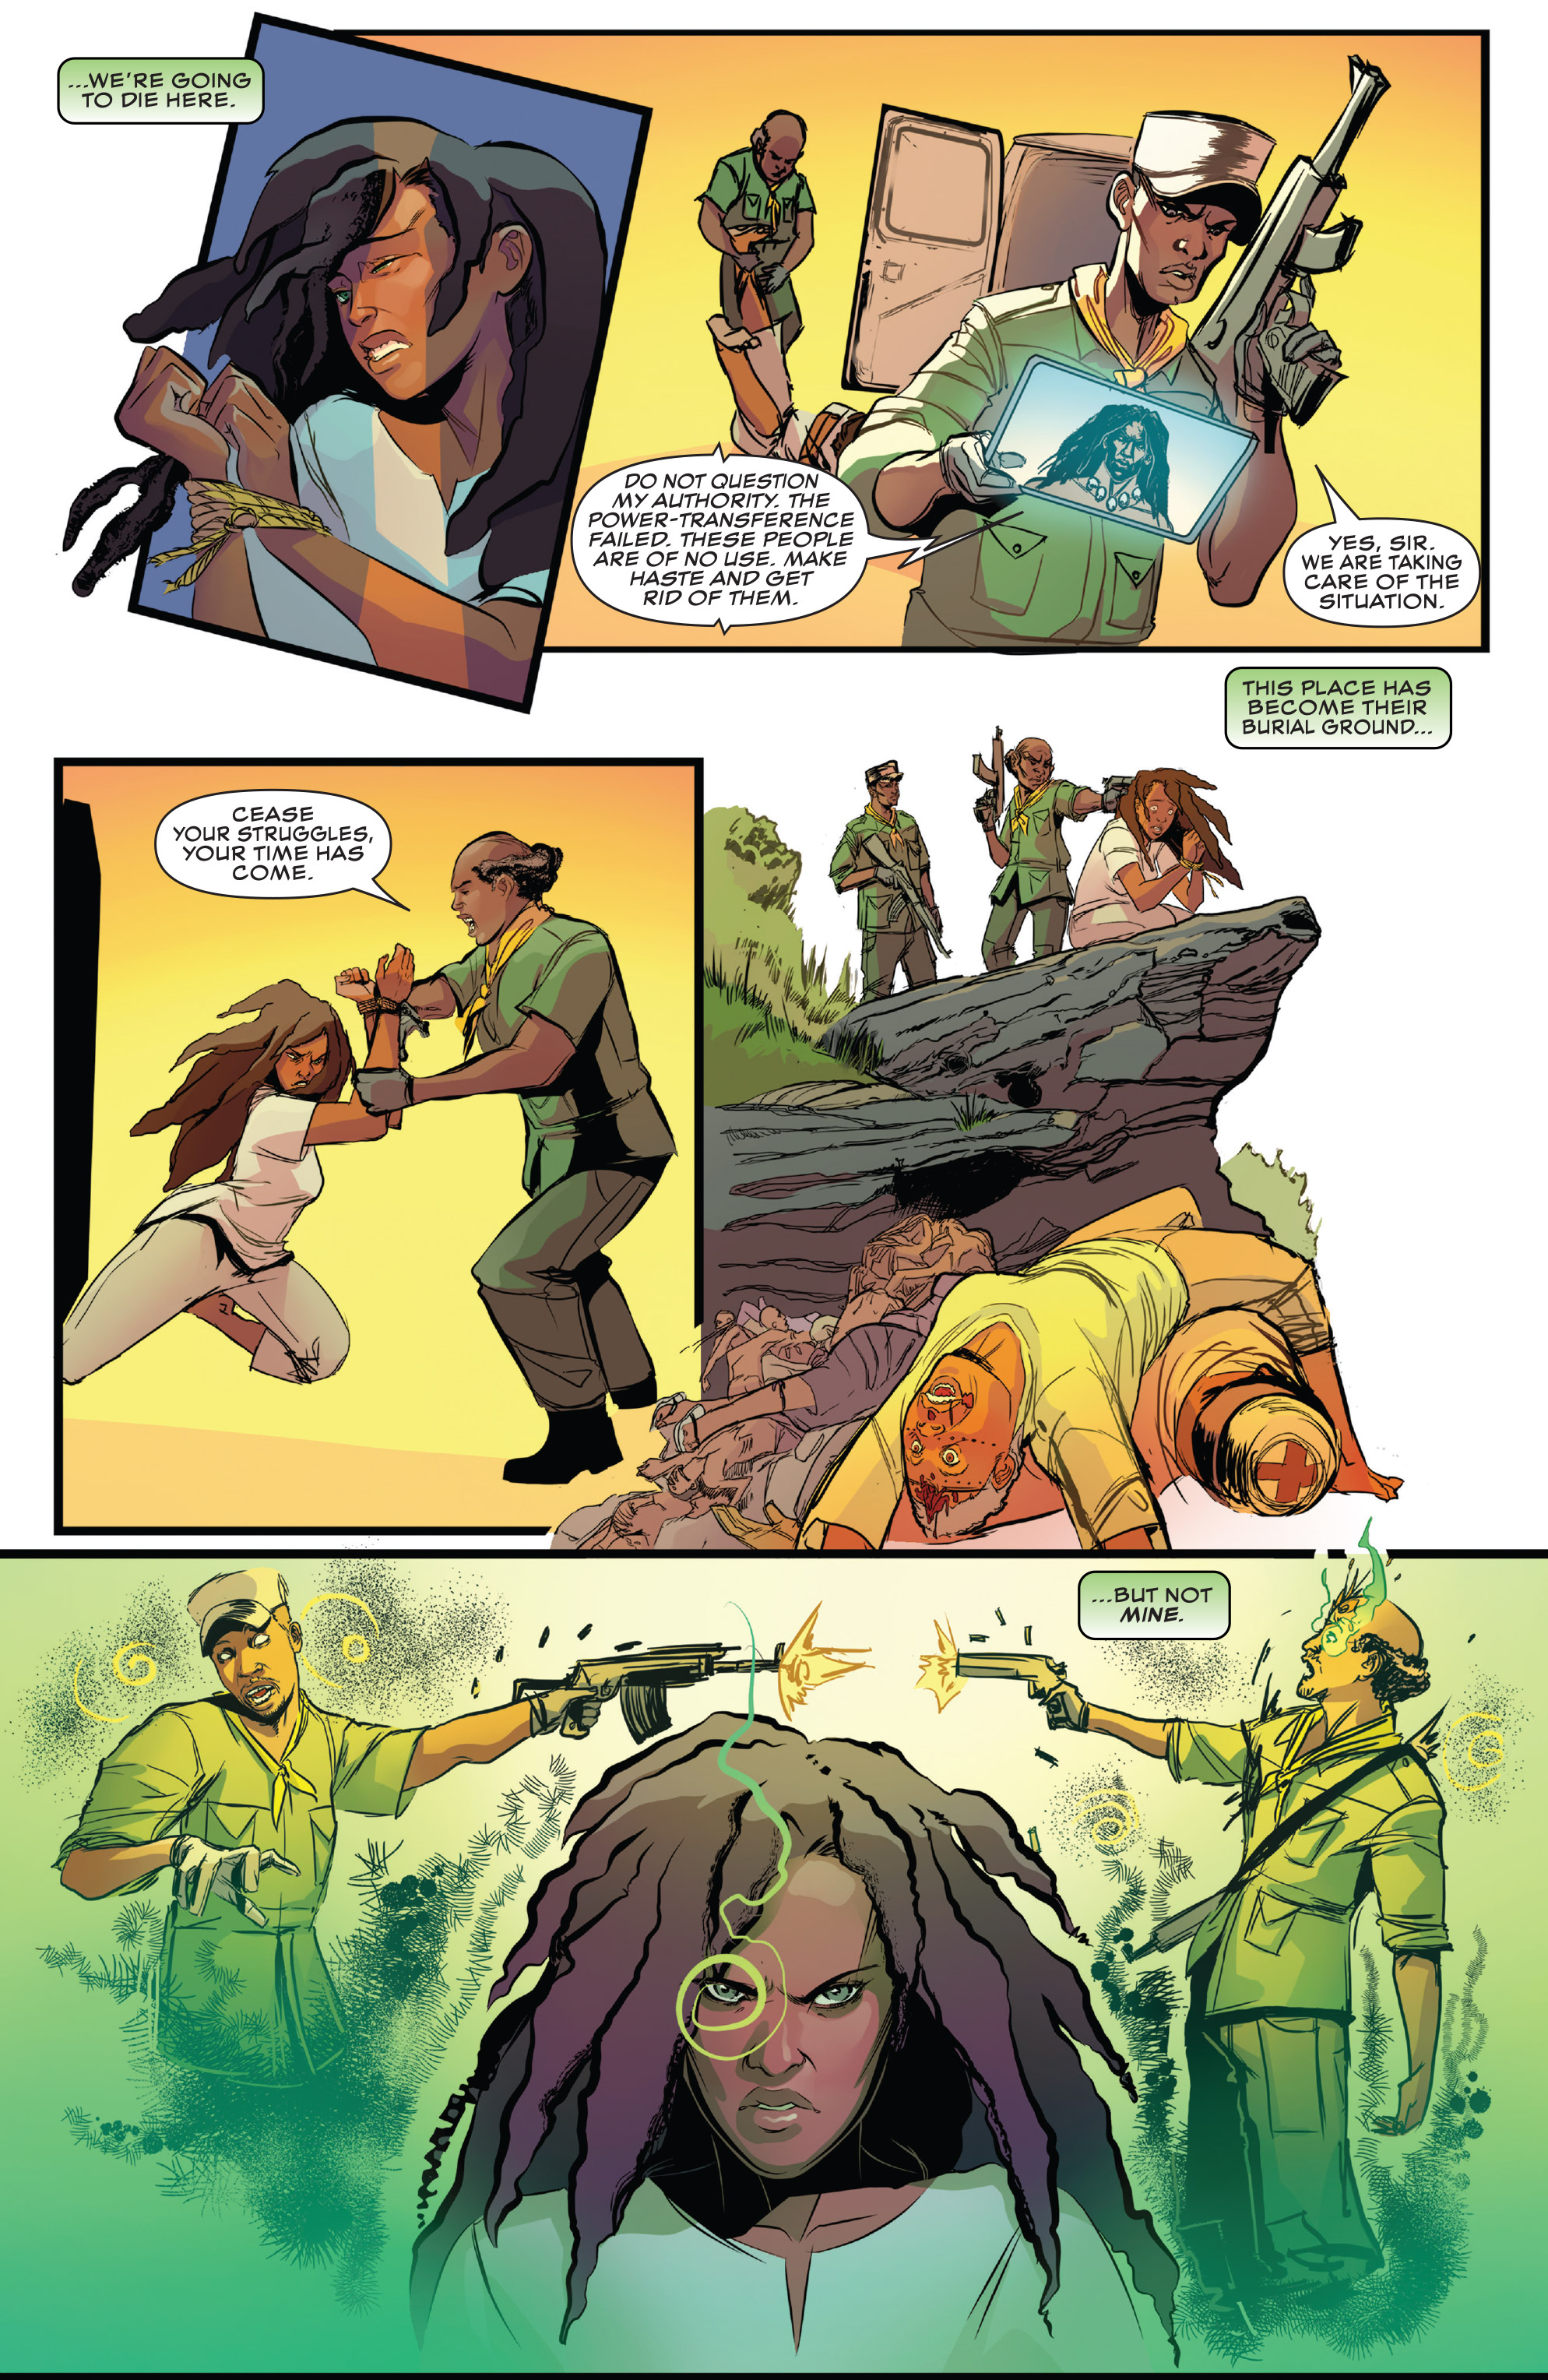 ...WE'RE GOING
TO DIE HERE.
DO NOT QUESTION
MY AUTHORITY. THE
POWER-TRANSFERENCE
FAILED. THESE PEOPLE
ARE OF NO USE. MAKE
HASTE AND GET
RID OF THEM.
YES, SIR.
WE ARE TAKING
CARE OF THE
SITUATION.
CEASE
YOUR STRUGGLES,
YOUR TIME HAS
COME.
THIS PLACE HAS
BECOME THEIR
BURIAL GROUND...
...BUT NOT
MINE.